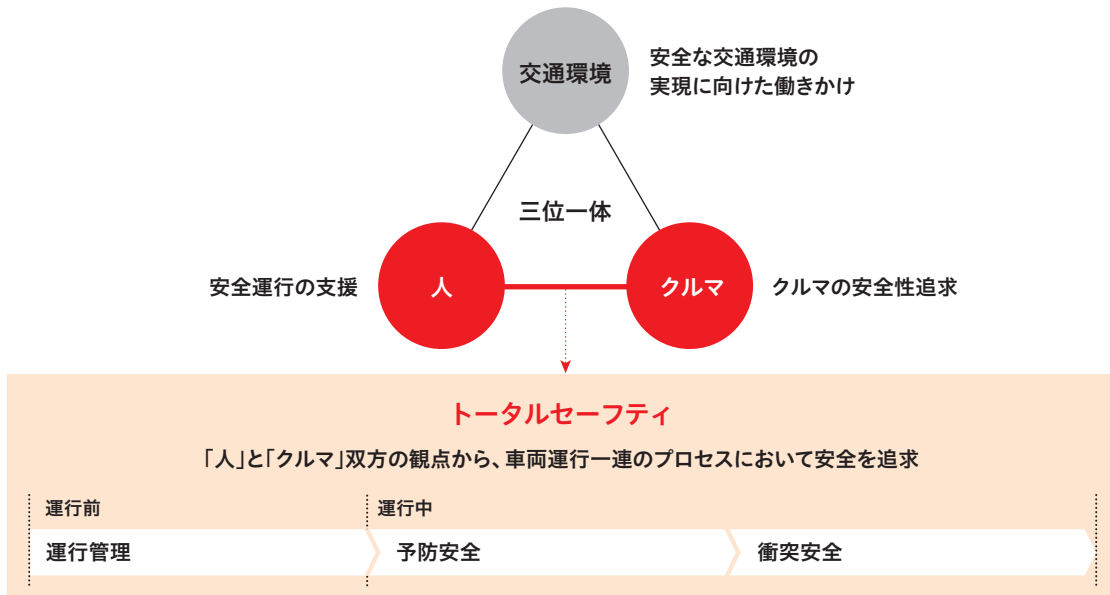 交通環境
安全な交通環境の
実現に向けた働きかけ
三位一体
安全運行の支援
人
クルマ
クルマの安全性追求
トータルセーフティ
「人」と「クルマ」双方の観点から、車両運行一連のプロセスにおいて安全を追求
運行前
運行中
運行管理
予防安全
衝突安全